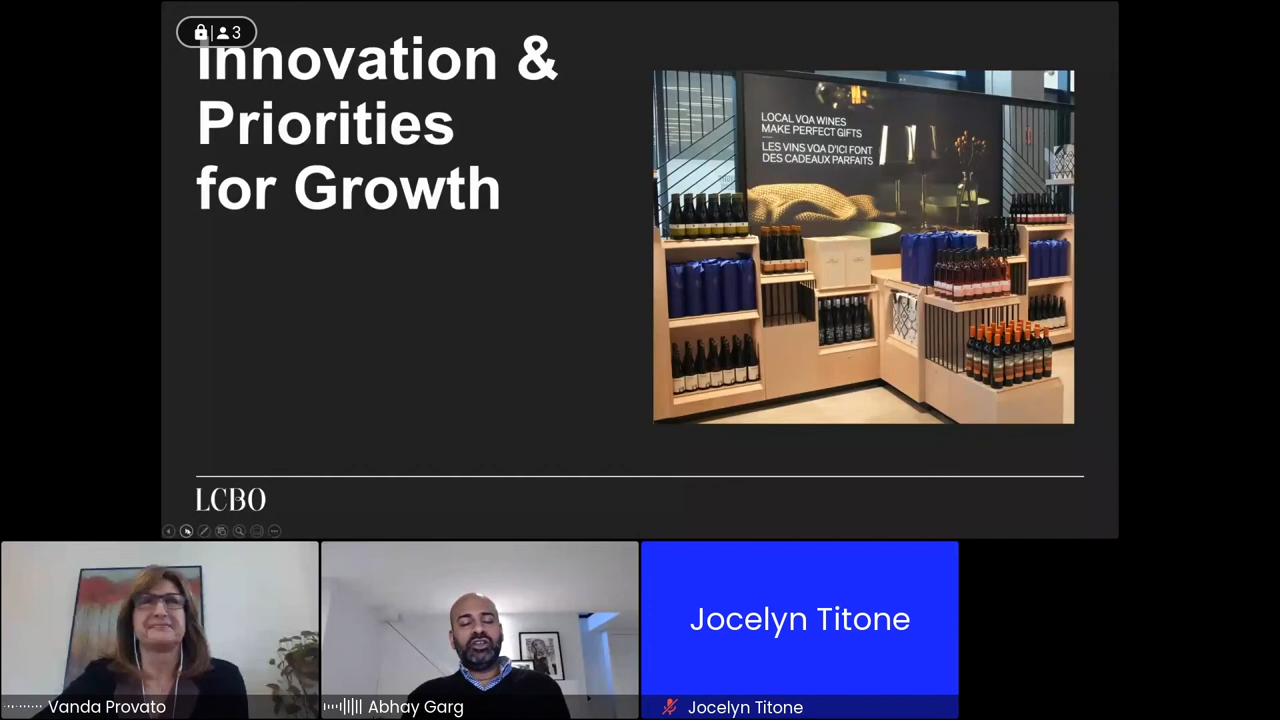 3
Innovation &
Priorities
for Growth
LOCAL VQA WINES
MAKE PERFECT GIFTS
LES VINS VQA D'ICI FONT
DES CADEAUX PARFAITS
LCBO
Jocelyn Titone
Vanda Provato
Abhay Garg
Jocelyn Titone